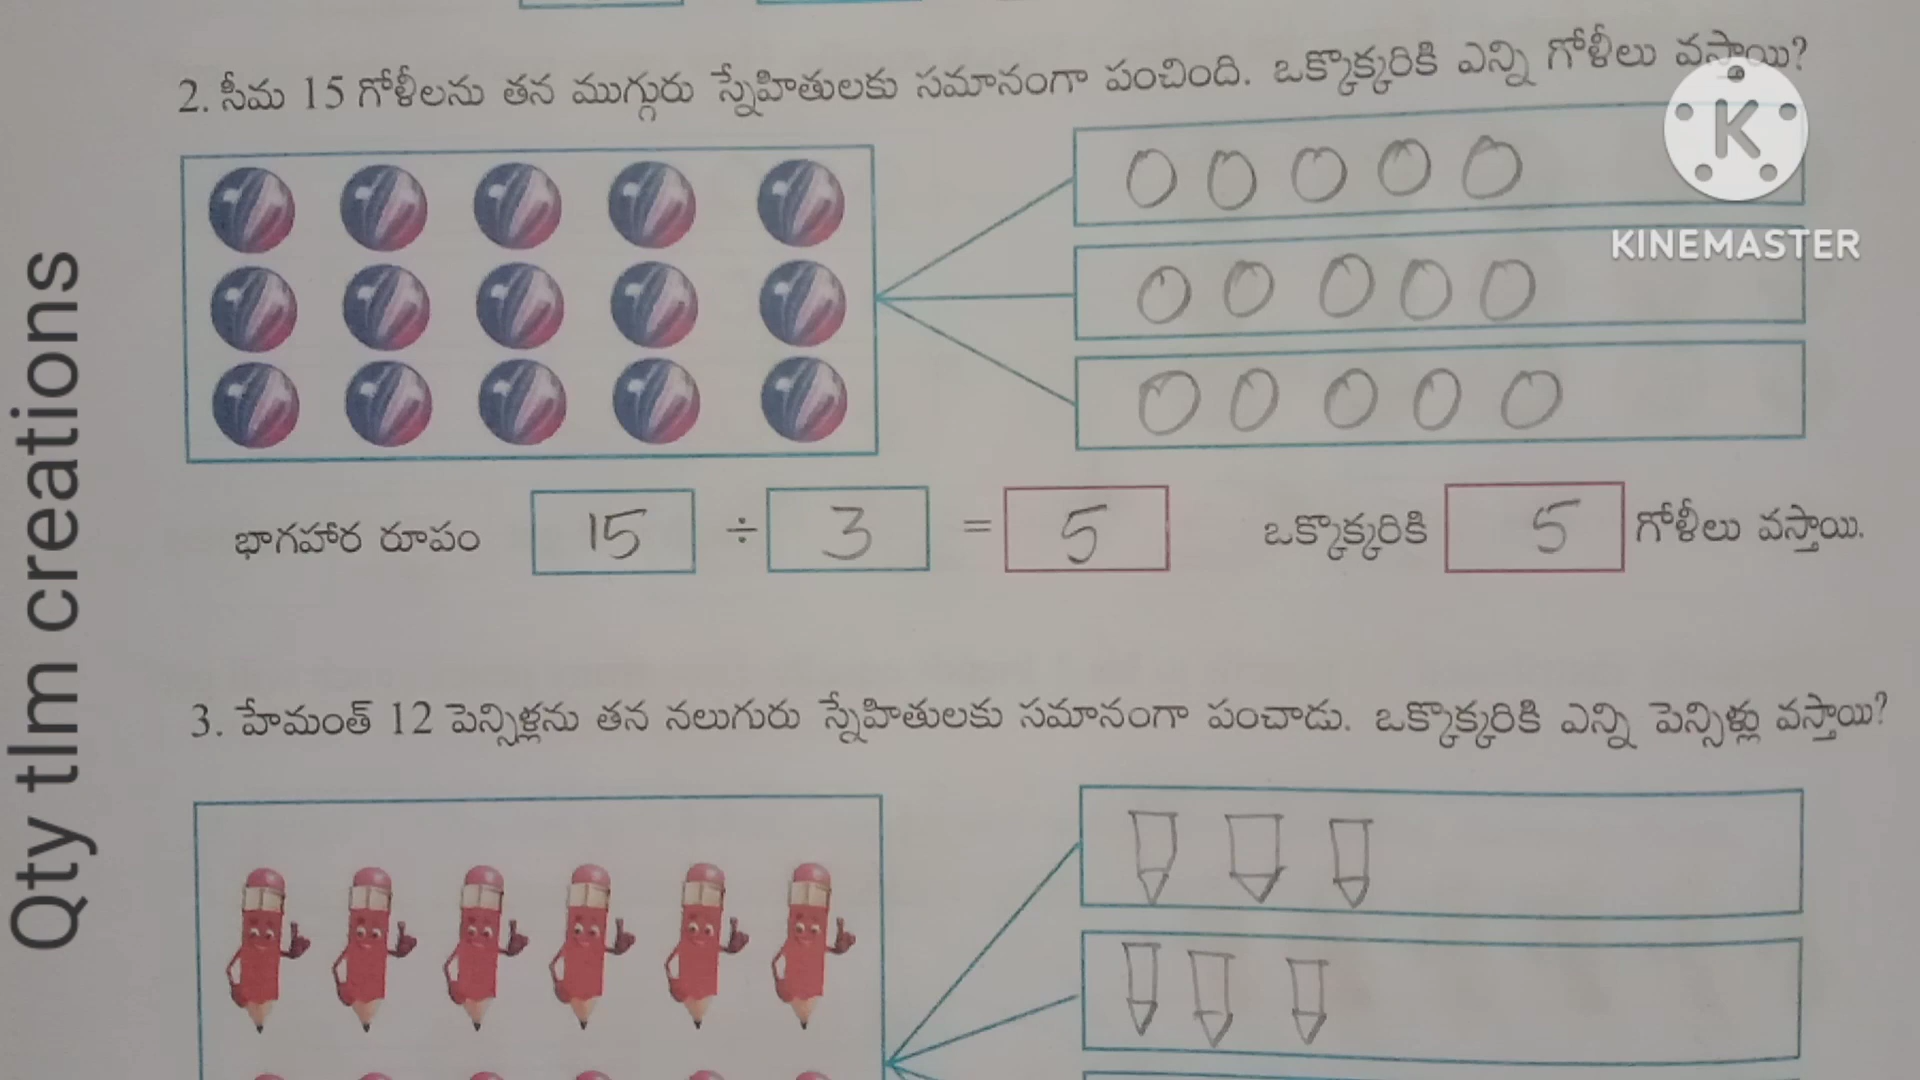 2. సీమ 15 గోళీలను తన ముగ్గురు స్నేహితులకు సమానంగా పంచింది. ఒక్కొక్కరికి ఎన్ని గోళీలు వస్తాయి?
K
KINEMASTER
భాగహార రూపం 15 ÷ 3 = 5 ఒక్కొక్కరికి 5 గోళీలు వస్తాయి.
3. హేమంత్ 12 పెన్సిళ్లను తన నలుగురు స్నేహితులకు సమానంగా పంచాడు. ఒక్కొక్కరికి ఎన్ని పెన్సిళ్లు వస్తాయి?
Qty tlm creations